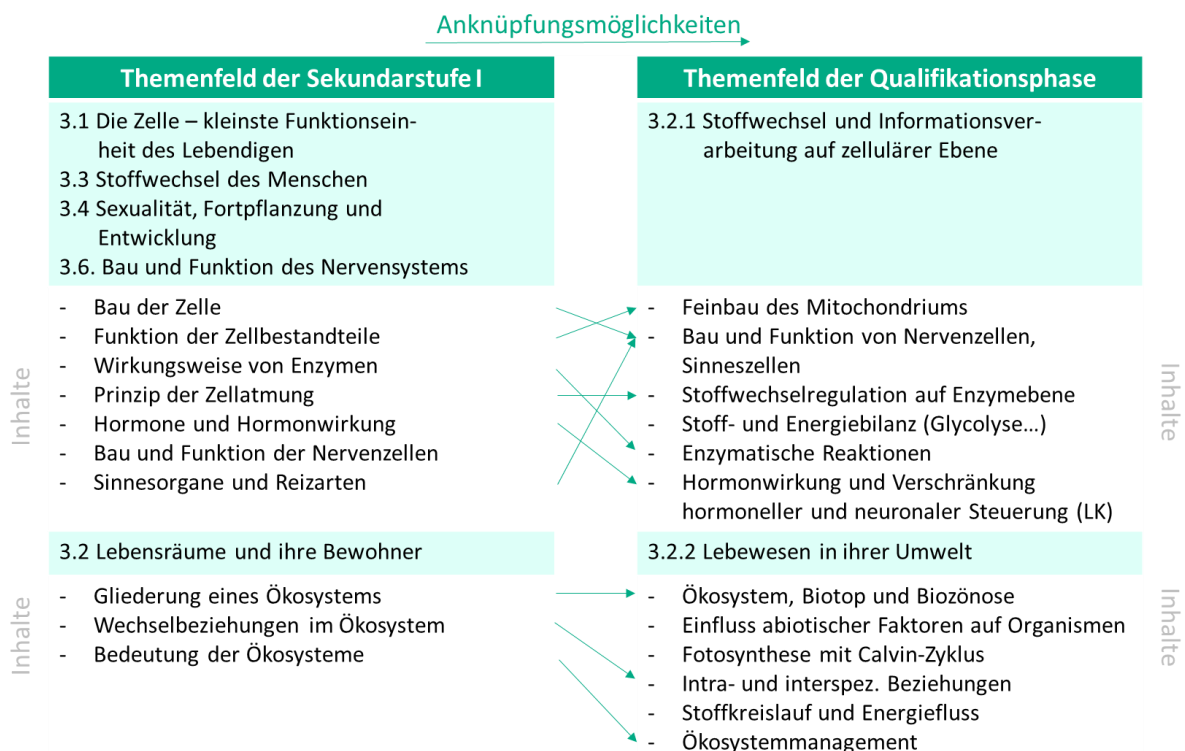 Anknüpfungsmöglichkeiten
Themenfeld der Sekundarstufe I
3.1 Die Zelle – kleinste Funktionsein-
heit des Lebendigen
3.3 Stoffwechsel des Menschen
3.4 Sexualität, Fortpflanzung und
Entwicklung
3.6. Bau und Funktion des Nervensystems
Themenfeld der Qualifikationsphase
3.2.1 Stoffwechsel und Informationsver-
arbeitung auf zellulärer Ebene
Inhalte
- Bau der Zelle
- Funktion der Zellbestandteile
- Wirkungsweise von Enzymen
- Prinzip der Zellatmung
- Hormone und Hormonwirkung
- Bau und Funktion der Nervenzellen
- Sinnesorgane und Reizarten
- Feinbau des Mitochondriums
- Bau und Funktion von Nervenzellen,
Sinneszellen
- Stoffwechselregulation auf Enzymebene
- Stoff- und Energiebilanz (Glycolyse...)
- Enzymatische Reaktionen
- Hormonwirkung und Verschränkung
hormoneller und neuronaler Steuerung (LK)
Inhalte
3.2 Lebensräume und ihre Bewohner
3.2.2 Lebewesen in ihrer Umwelt
Inhalte
- Gliederung eines Ökosystems
- Wechselbeziehungen im Ökosystem
- Bedeutung der Ökosysteme
- Ökosystem, Biotop und Biozönose
- Einfluss abiotischer Faktoren auf Organismen
- Fotosynthese mit Calvin-Zyklus
- Intra- und interspez. Beziehungen
- Stoffkreislauf und Energiefluss
- Ökosystemmanagement
Inhalte